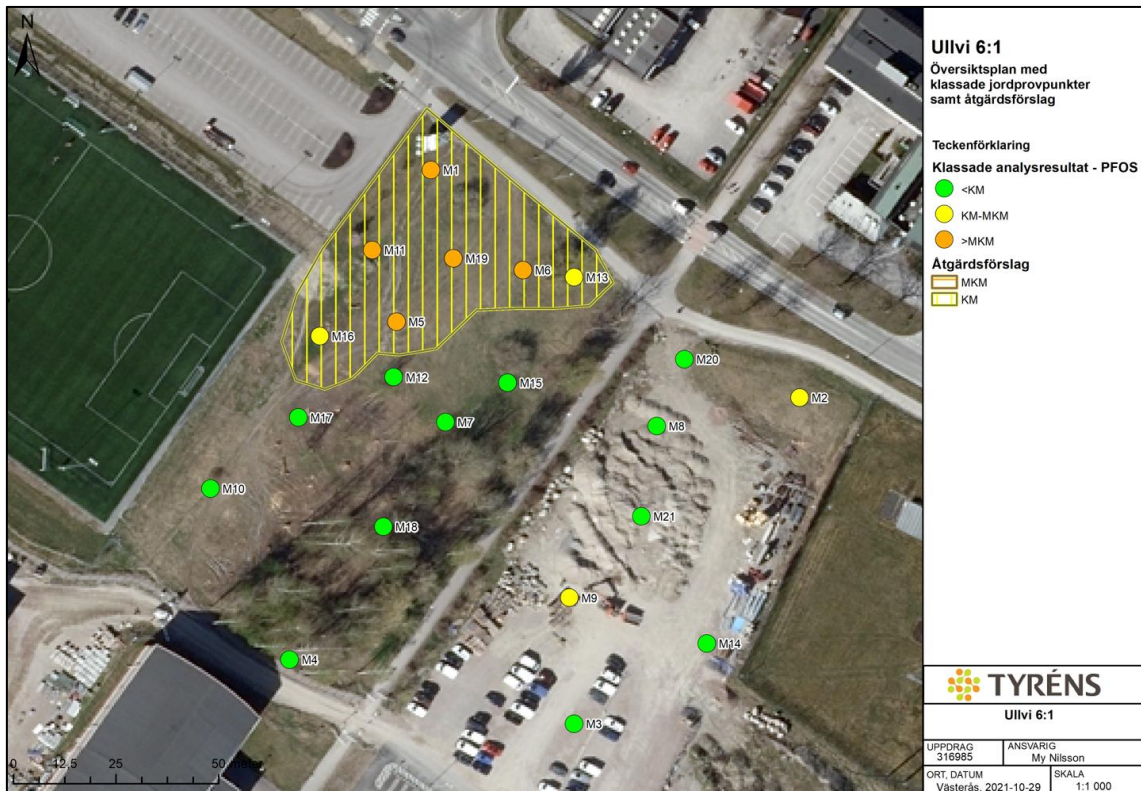 N
M1
M11
M19
M6
M13
M5
M16
M20
M12
M15
M2
M17
M7
M8
M10
M21
M18
M9
M14
M4
M3
0 12,5 25 50 meter
Ullvi 6:1
Översiktsplan med
klassade jordprovpunkter
samt åtgärdsförslag
Teckenförklaring
Klassade analysresultat - PFOS
<KM
KM-MKM
>MKM
Åtgärdsförslag
MKM
KM
TYRÉNS
Ullvi 6:1
UPPDRAG
316985
ANSVARIG
My Nilsson
ORT, DATUM
Västerås, 2021-10-29
SKALA
1:1 000